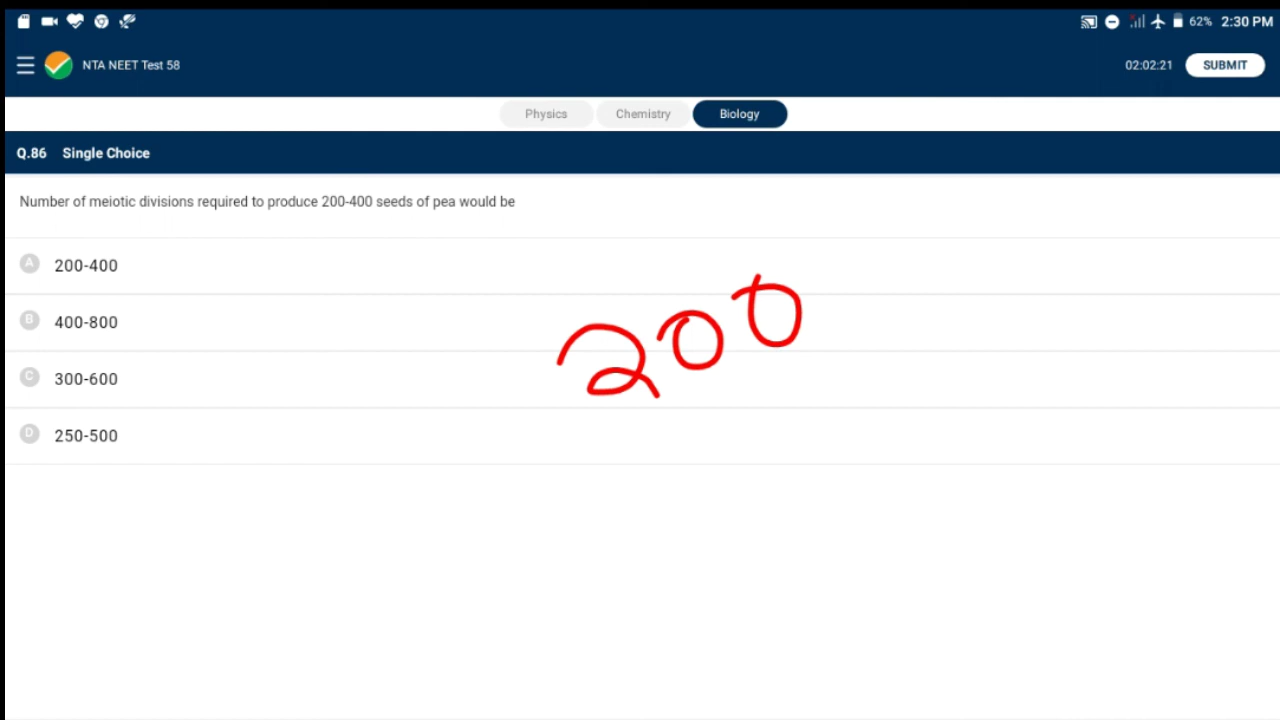 62% 2:30 PM
NTA NEET Test 58 02:02:21 SUBMIT
Physics Chemistry Biology
Q.86 Single Choice
Number of meiotic divisions required to produce 200-400 seeds of pea would be
A 200-400
B 400-800
C 300-600
D 250-500
200